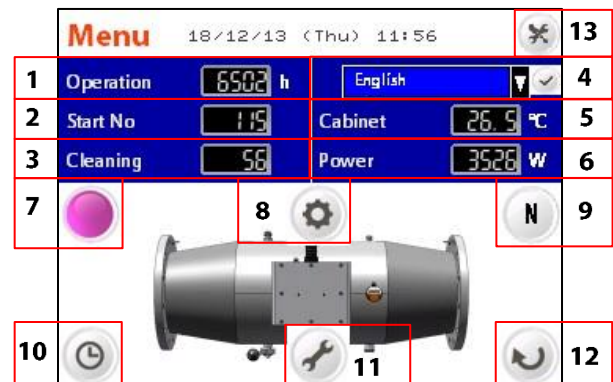 Menu 18/12/13 (Thu) 11:56 13
1 Operation 6502 h English 4
2 Start No 115 Cabinet 26.5 ℃ 5
3 Cleaning 56 Power 3526 W 6
7 8 N 9
10 11 12